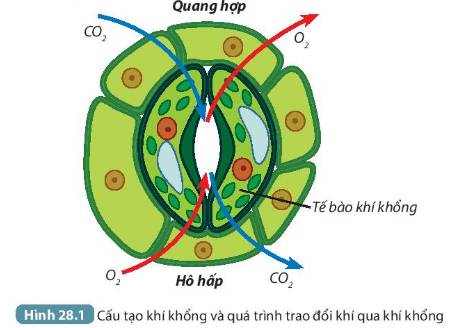 Quang hợp
CO₂
O₂
Tế bào khí khổng
O₂
Hô hấp
CO₂
Hình 28.1 Cấu tạo khí khổng và quá trình trao đổi khí qua khí khổng